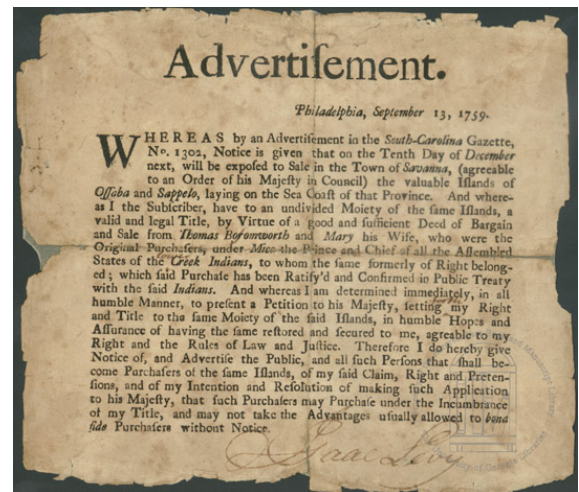 Advertiſement.
Philadelphia, September 13, 1759.
WHEREAS by an Advertiſement in the South-Carolina Gazette,
No. 1302, Notice is given that on the Tenth Day of December
next, will be expoſed to Sale in the Town of Savanna, (agreeable
to an Order of his Majeſty in Council) the valuable Iſlands of
Oſſaba and Sappelo, laying on the Sea Coaſt of that Province. And where-
as I the Subſcriber, have to an undivided Moiety of the ſame Iſlands, a
valid and legal Title, by Virtue of a good and ſufficient Deed of Bargain
and Sale from Thomas Boſomworth and Mary his Wife, who were the
Original Purchaſers, under Mico the Prince and Chief of all the Aſſembled
States of the Creek Indians, to whom the ſame formerly of Right belong-
ed; which ſaid Purchaſe has been Ratify'd and Confirmed in Public Treaty
with the ſaid Indians. And whereas I am determined immediately, in all
humble Manner, to preſent a Petition to his Majeſty, ſetting my Right
and Title to the ſame Moiety of the ſaid Iſlands, in humble Hopes and
Aſſurance of having the ſame reſtored and ſecured to me, agreeable to my
Right and the Rules of Law and Juſtice. Therefore I do hereby give
Notice of, and Advertiſe the Public, and all ſuch Perſons that ſhall be-
come Purchaſers of the ſame Iſlands, of my ſaid Claim, Right and Preten-
ſions, and of my Intention and Reſolution of making ſuch Application
to his Majeſty, that ſuch Purchaſers may Purchaſe under the Incumbrance
of my Title, and may not take the Advantages uſually allowed to bona
fide Purchaſers without Notice.
Isaac Levy